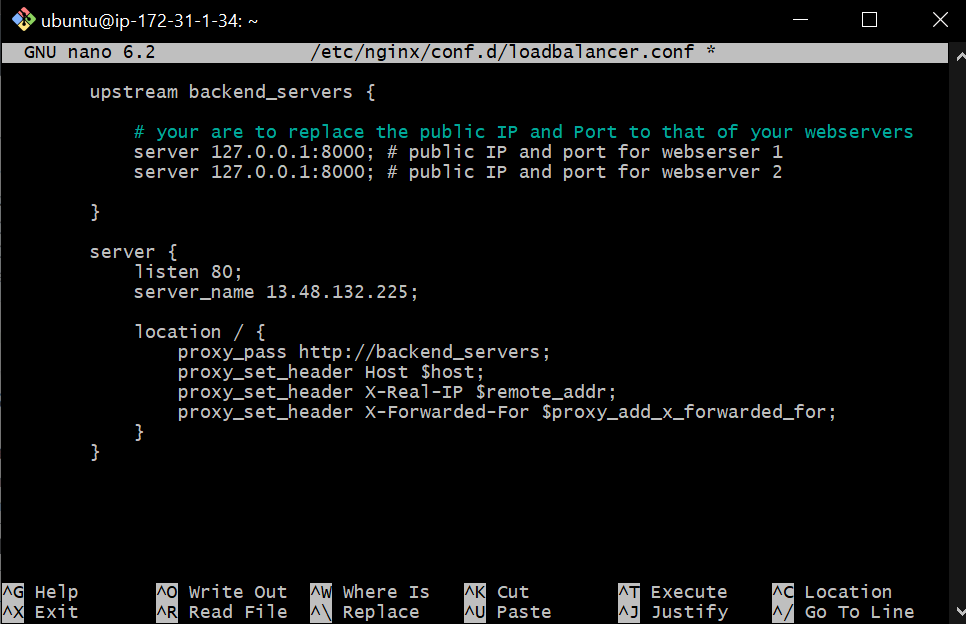 ubuntu@ip-172-31-1-34: ~
GNU nano 6.2 /etc/nginx/conf.d/loadbalancer.conf *
upstream backend_servers {
# your are to replace the public IP and Port to that of your webservers
server 127.0.0.1:8000; # public IP and port for webserser 1
server 127.0.0.1:8000; # public IP and port for webserver 2
}
server {
listen 80;
server_name 13.48.132.225;
location / {
proxy_pass http://backend_servers;
proxy_set_header Host $host;
proxy_set_header X-Real-IP $remote_addr;
proxy_set_header X-Forwarded-For $proxy_add_x_forwarded_for;
}
}
^G Help ^O Write Out ^W Where Is ^K Cut ^T Execute ^C Location
^X Exit ^R Read File ^\ Replace ^U Paste ^J Justify ^/ Go To Line